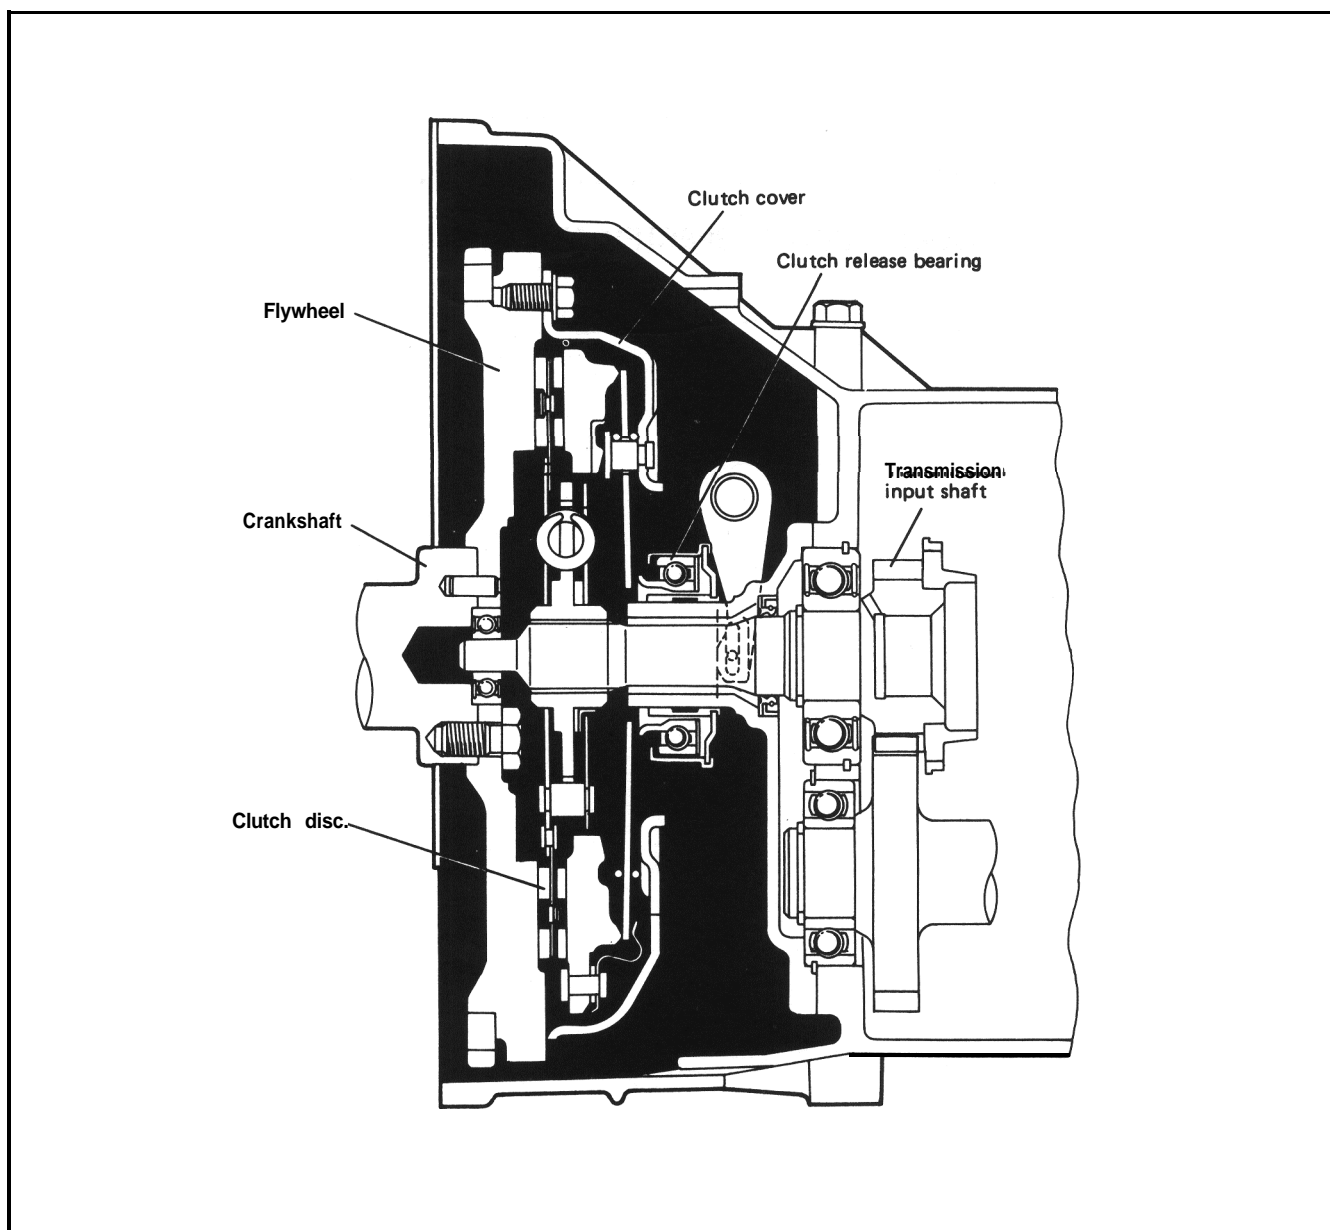 Clutch cover
Clutch release bearing
Flywheel
Transmission
input shaft
Crankshaft
Clutch disc.